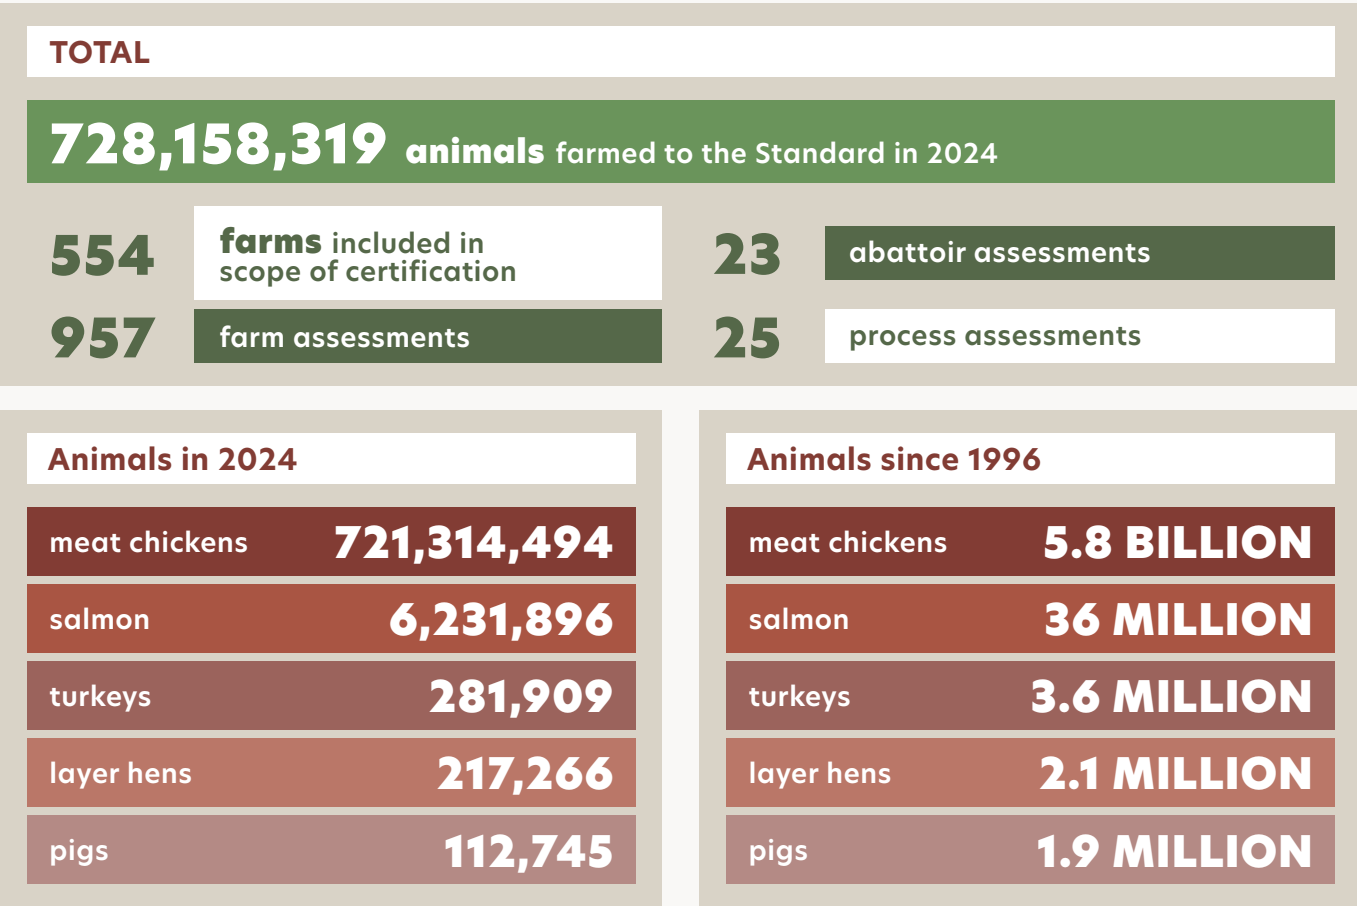 TOTAL
728,158,319 animals farmed to the Standard in 2024
554 farms included in
scope of certification
23 abattoir assessments
957 farm assessments
25 process assessments
Animals in 2024
meat chickens 721,314,494
salmon 6,231,896
turkeys 281,909
layer hens 217,266
pigs 112,745
Animals since 1996
meat chickens 5.8 BILLION
salmon 36 MILLION
turkeys 3.6 MILLION
layer hens 2.1 MILLION
pigs 1.9 MILLION